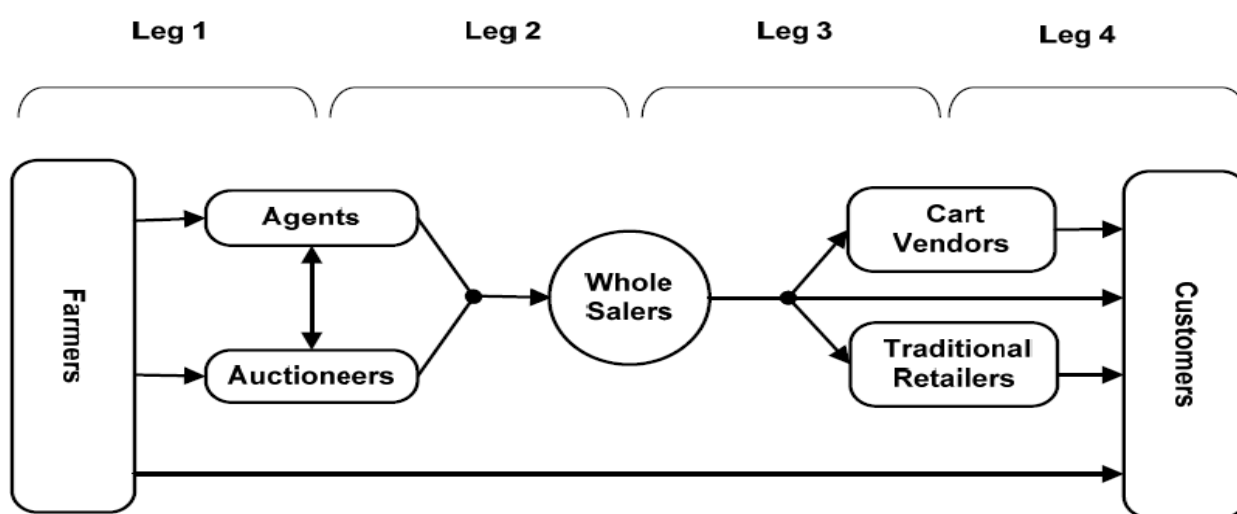 Leg 1
Leg 2
Leg 3
Leg 4
Farmers
Agents
Auctioneers
Whole
Salers
Cart
Vendors
Traditional
Retailers
Customers